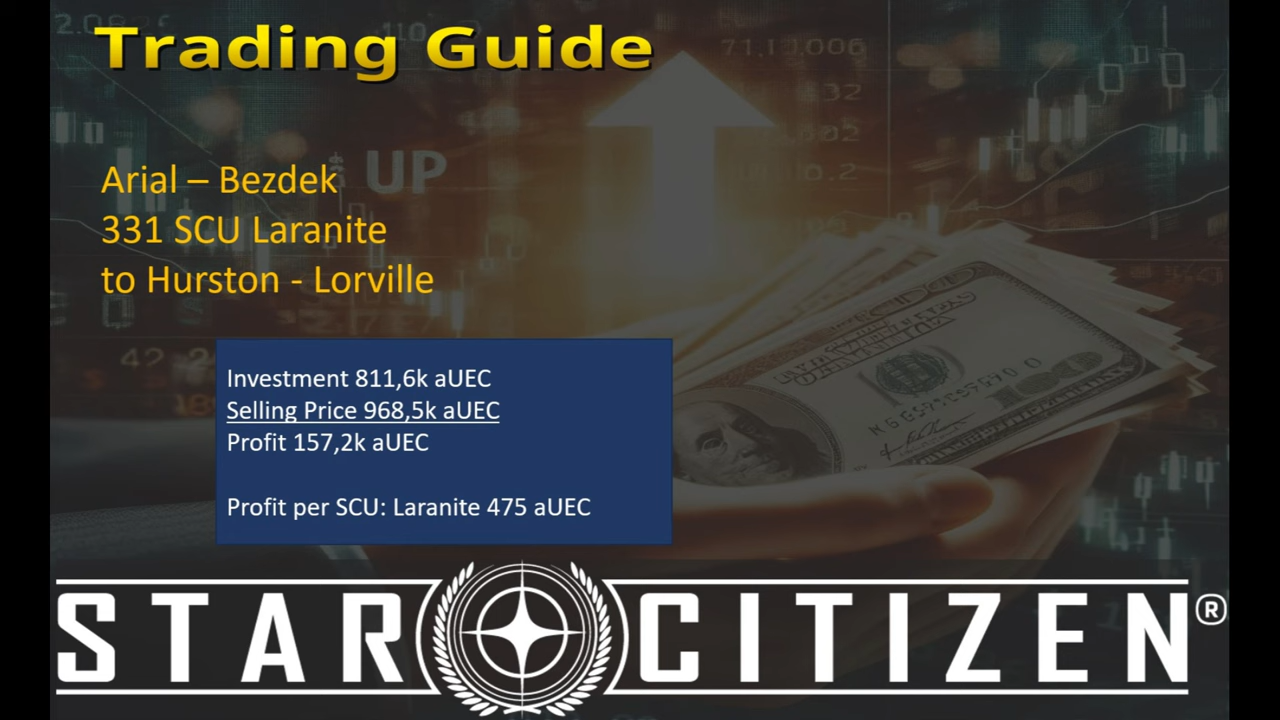 Trading Guide
UP
Arial – Bezdek
331 SCU Laranite
to Hurston - Lorville
Investment 811,6k aUEC
Selling Price 968,5k aUEC
Profit 157,2k aUEC
Profit per SCU: Laranite 475 aUEC
STAR CITIZEN®